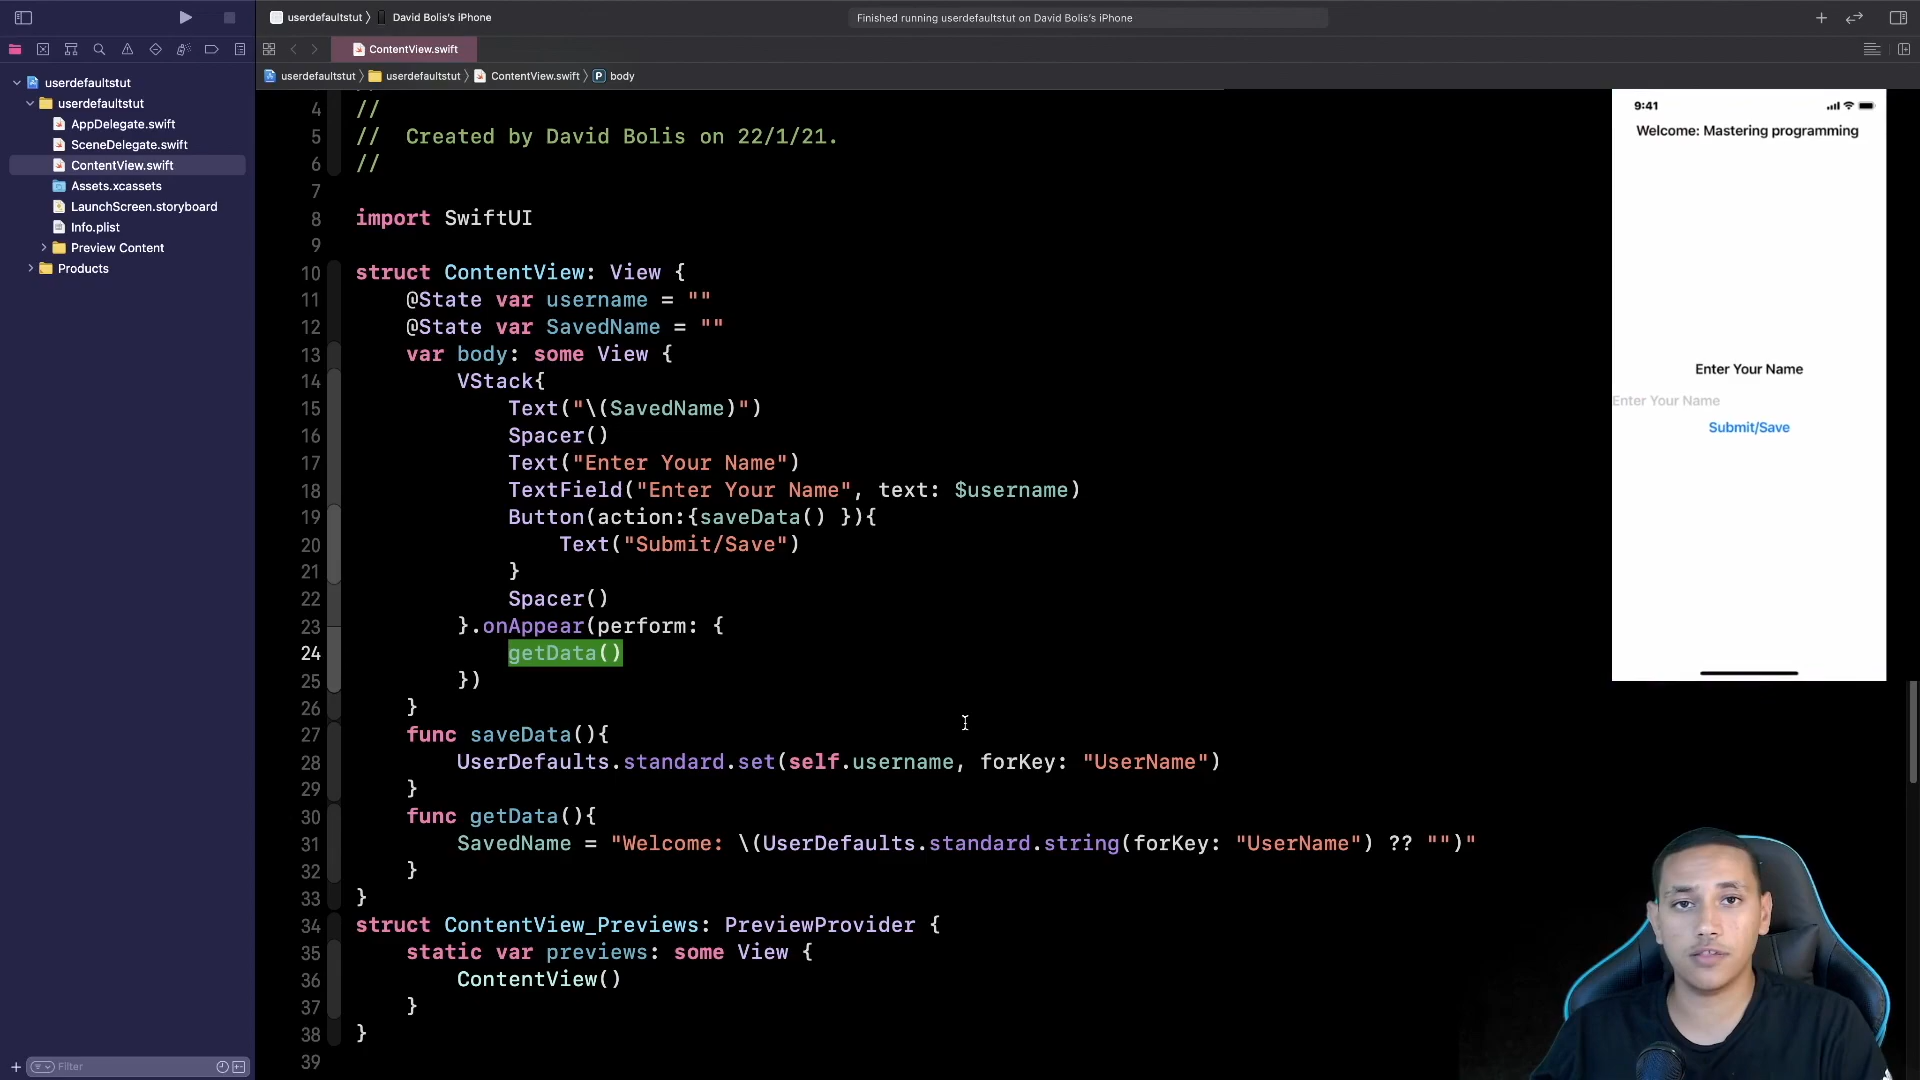 userdefaultstut
David Bolis's iPhone
Finished running userdefaultstut on David Bolis's iPhone
ContentView.swift
userdefaultstut
userdefaultstut
ContentView.swift
P
body
userdefaultstut
userdefaultstut
AppDelegate.swift
SceneDelegate.swift
ContentView.swift
Assets.xcassets
LaunchScreen.storyboard
Info.plist
Preview Content
Products
Filter
4 //
5 // Created by David Bolis on 22/1/21.
6 //
7
8 import SwiftUI
9
10 struct ContentView: View {
11 @State var username = ""
12 @State var SavedName = ""
13 var body: some View {
14 VStack{
15 Text("\(SavedName)")
16 Spacer()
17 Text("Enter Your Name")
18 TextField("Enter Your Name", text: $username)
19 Button(action:{saveData() }){
20 Text("Submit/Save")
21 }
22 Spacer()
23 }.onAppear(perform: {
24 getData()
25 })
26 }
27 func saveData(){
28 UserDefaults.standard.set(self.username, forKey: "UserName")
29 }
30 func getData(){
31 SavedName = "Welcome: \(UserDefaults.standard.string(forKey: "UserName") ?? "")"
32 }
33 }
34 struct ContentView_Previews: PreviewProvider {
35 static var previews: some View {
36 ContentView()
37 }
38 }
39
9:41
Welcome: Mastering programming
Enter Your Name
Enter Your Name
Submit/Save